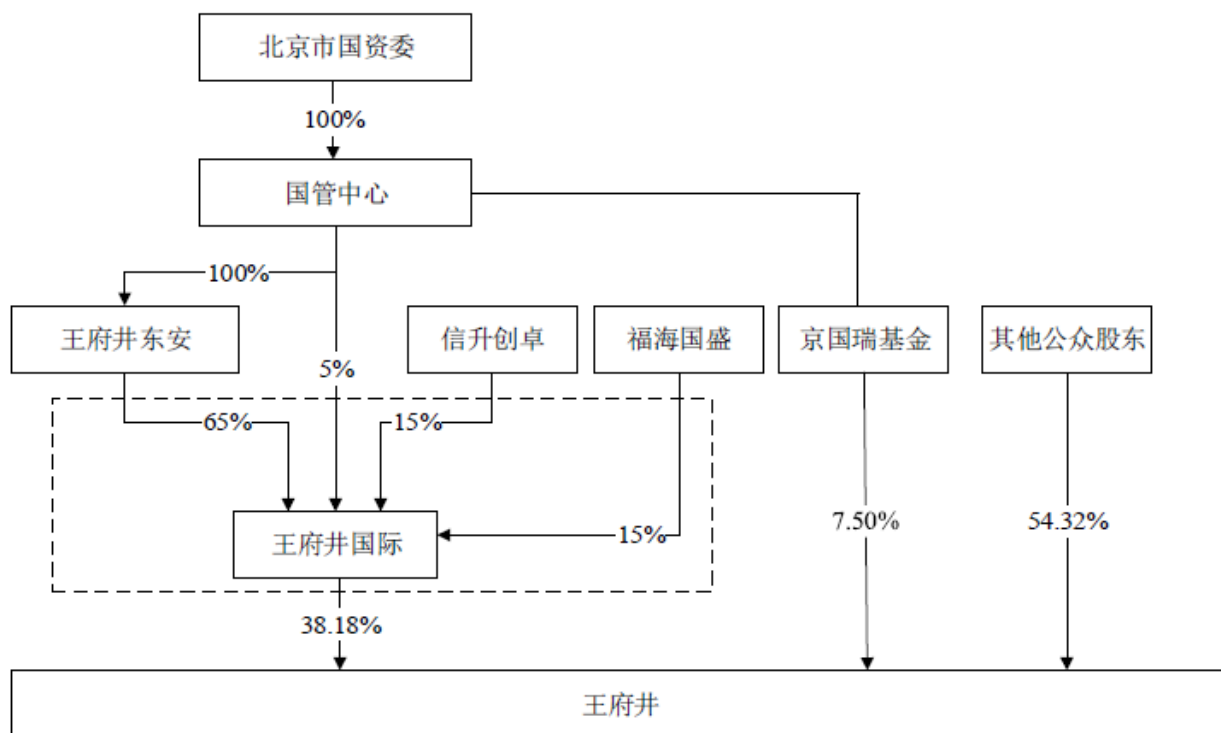 北京市国资委
100%
国管中心
100%
王府井东安
信升创卓
福海国盛
京国瑞基金
其他公众股东
5%
65%
15%
王府井国际
15%
7.50%
54.32%
38.18%
王府井